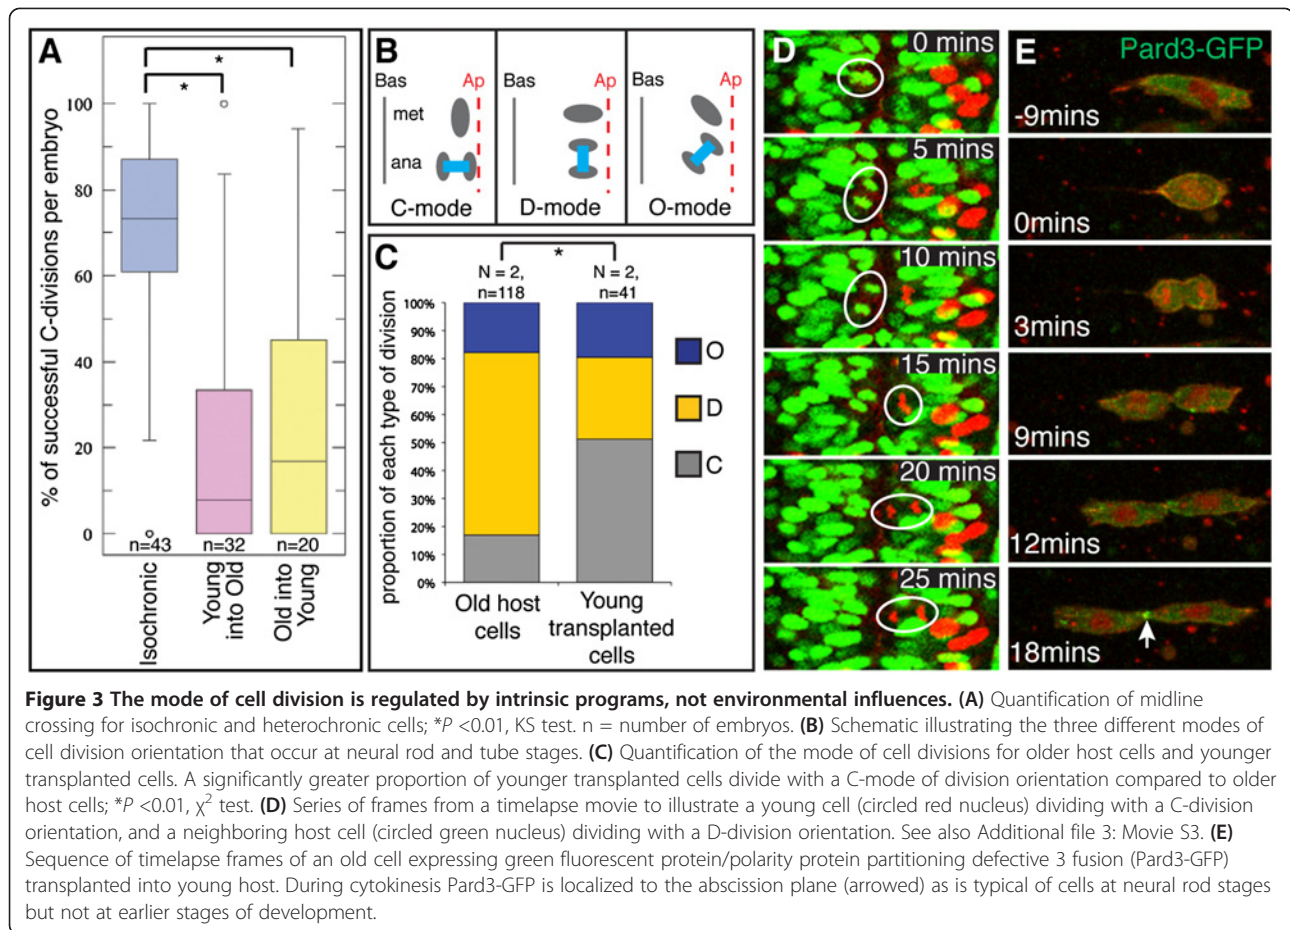 A
% of successful C-divisions per embryo
100
80
60
40
20
0
*
*
n=43
n=32
n=20
Isochronic
Young
into Old
Old into
Young
B
Bas
Ap
Bas
Ap
Bas
Ap
met
ana
C-mode
D-mode
O-mode
C
*
N = 2,
n=118
N = 2,
n=41
proportion of each type of division
100%
90%
80%
70%
60%
50%
40%
30%
20%
10%
0%
O
D
C
Old host
cells
Young
transplanted
cells
D
0 mins
5 mins
10 mins
15 mins
20 mins
25 mins
E
Pard3-GFP
-9mins
0mins
3mins
9mins
12mins
18mins
Figure 3 The mode of cell division is regulated by intrinsic programs, not environmental influences. (A) Quantification of midline
crossing for isochronic and heterochronic cells; *P <0.01, KS test. n = number of embryos. (B) Schematic illustrating the three different modes of
cell division orientation that occur at neural rod and tube stages. (C) Quantification of the mode of cell divisions for older host cells and younger
transplanted cells. A significantly greater proportion of younger transplanted cells divide with a C-mode of division orientation compared to older
host cells; *P <0.01, χ² test. (D) Series of frames from a timelapse movie to illustrate a young cell (circled red nucleus) dividing with a C-division
orientation, and a neighboring host cell (circled green nucleus) dividing with a D-division orientation. See also Additional file 3: Movie S3. (E)
Sequence of timelapse frames of an old cell expressing green fluorescent protein/polarity protein partitioning defective 3 fusion (Pard3-GFP)
transplanted into young host. During cytokinesis Pard3-GFP is localized to the abscission plane (arrowed) as is typical of cells at neural rod stages
but not at earlier stages of development.